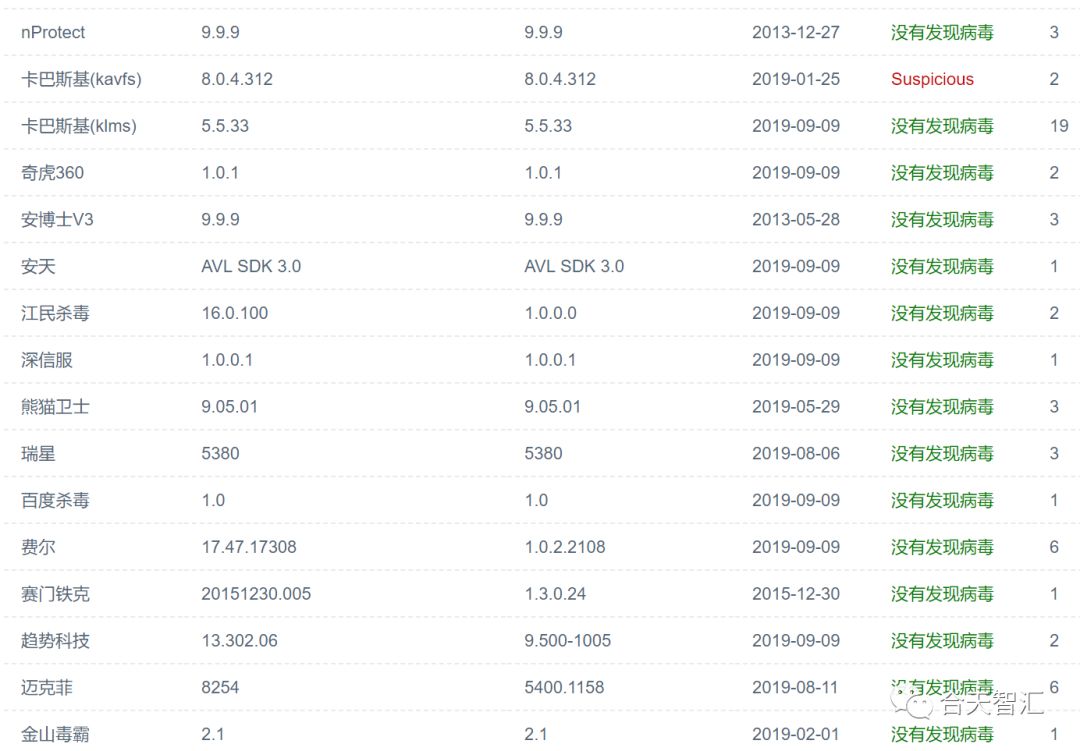 nProtect 9.9.9 9.9.9 2013-12-27 没有发现病毒 3
卡巴斯基(kavfs) 8.0.4.312 8.0.4.312 2019-01-25 Suspicious 2
卡巴斯基(klms) 5.5.33 5.5.33 2019-09-09 没有发现病毒 19
奇虎360 1.0.1 1.0.1 2019-09-09 没有发现病毒 2
安博士V3 9.9.9 9.9.9 2013-05-28 没有发现病毒 3
安天 AVL SDK 3.0 AVL SDK 3.0 2019-09-09 没有发现病毒 1
江民杀毒 16.0.100 1.0.0.0 2019-09-09 没有发现病毒 2
深信服 1.0.0.1 1.0.0.1 2019-09-09 没有发现病毒 1
熊猫卫士 9.05.01 9.05.01 2019-05-29 没有发现病毒 3
瑞星 5380 5380 2019-08-06 没有发现病毒 3
百度杀毒 1.0 1.0 2019-09-09 没有发现病毒 1
费尔 17.47.17308 1.0.2.2108 2019-09-09 没有发现病毒 6
赛门铁克 20151230.005 1.3.0.24 2015-12-30 没有发现病毒 1
趋势科技 13.302.06 9.500-1005 2019-09-09 没有发现病毒 2
迈克菲 8254 5400.1158 2019-08-11 没有发现病毒 6
合天智汇
金山毒霸 2.1 2.1 2019-02-01 没有发现病毒 1